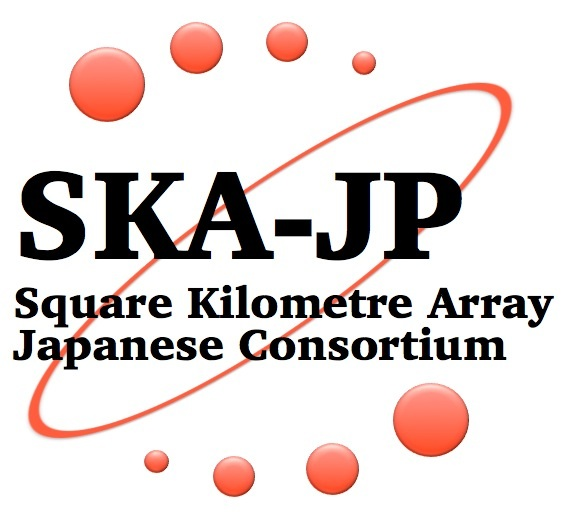 SKA-JP
Square Kilometre Array
Japanese Consortium